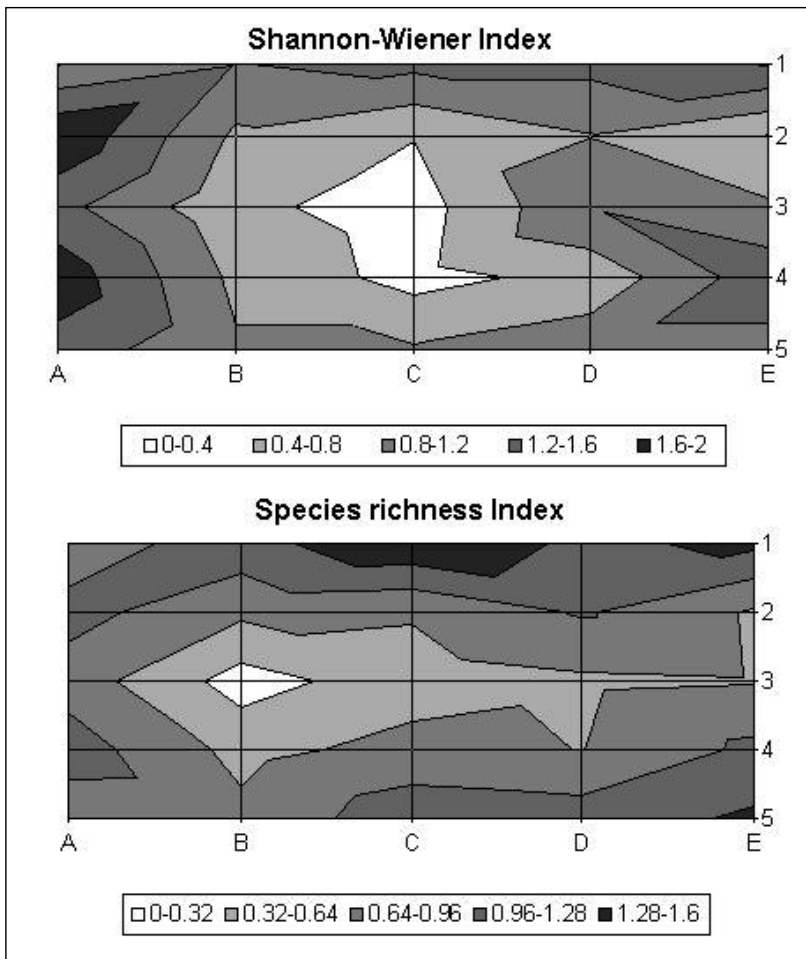 Shannon-Wiener Index
1
2
3
4
5
A B C D E
0-0.4 0.4-0.8 0.8-1.2 1.2-1.6 1.6-2
Species richness Index
1
2
3
4
5
A B C D E
0-0.32 0.32-0.64 0.64-0.96 0.96-1.28 1.28-1.6